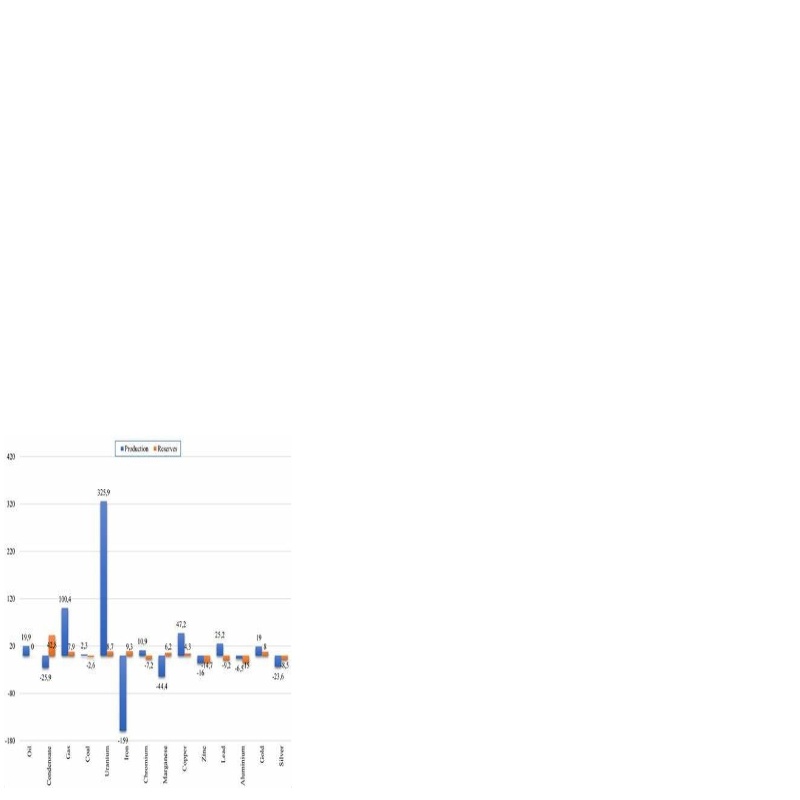 Production Reserves
420
320
220
120
20
-80
-180
19,9
0
-25,9
100,4
7,9
2,3
-2,6
325,9
-159
9,3
10,9
-7,2
-44,4
6,2
47,2
4,3
-16
25,2
-9,2
19
8
-23,6
Oil
Condensate
Gas
Coal
Uranium
Iron
Chromium
Manganese
Copper
Zinc
Lead
Aluminium
Gold
Silver